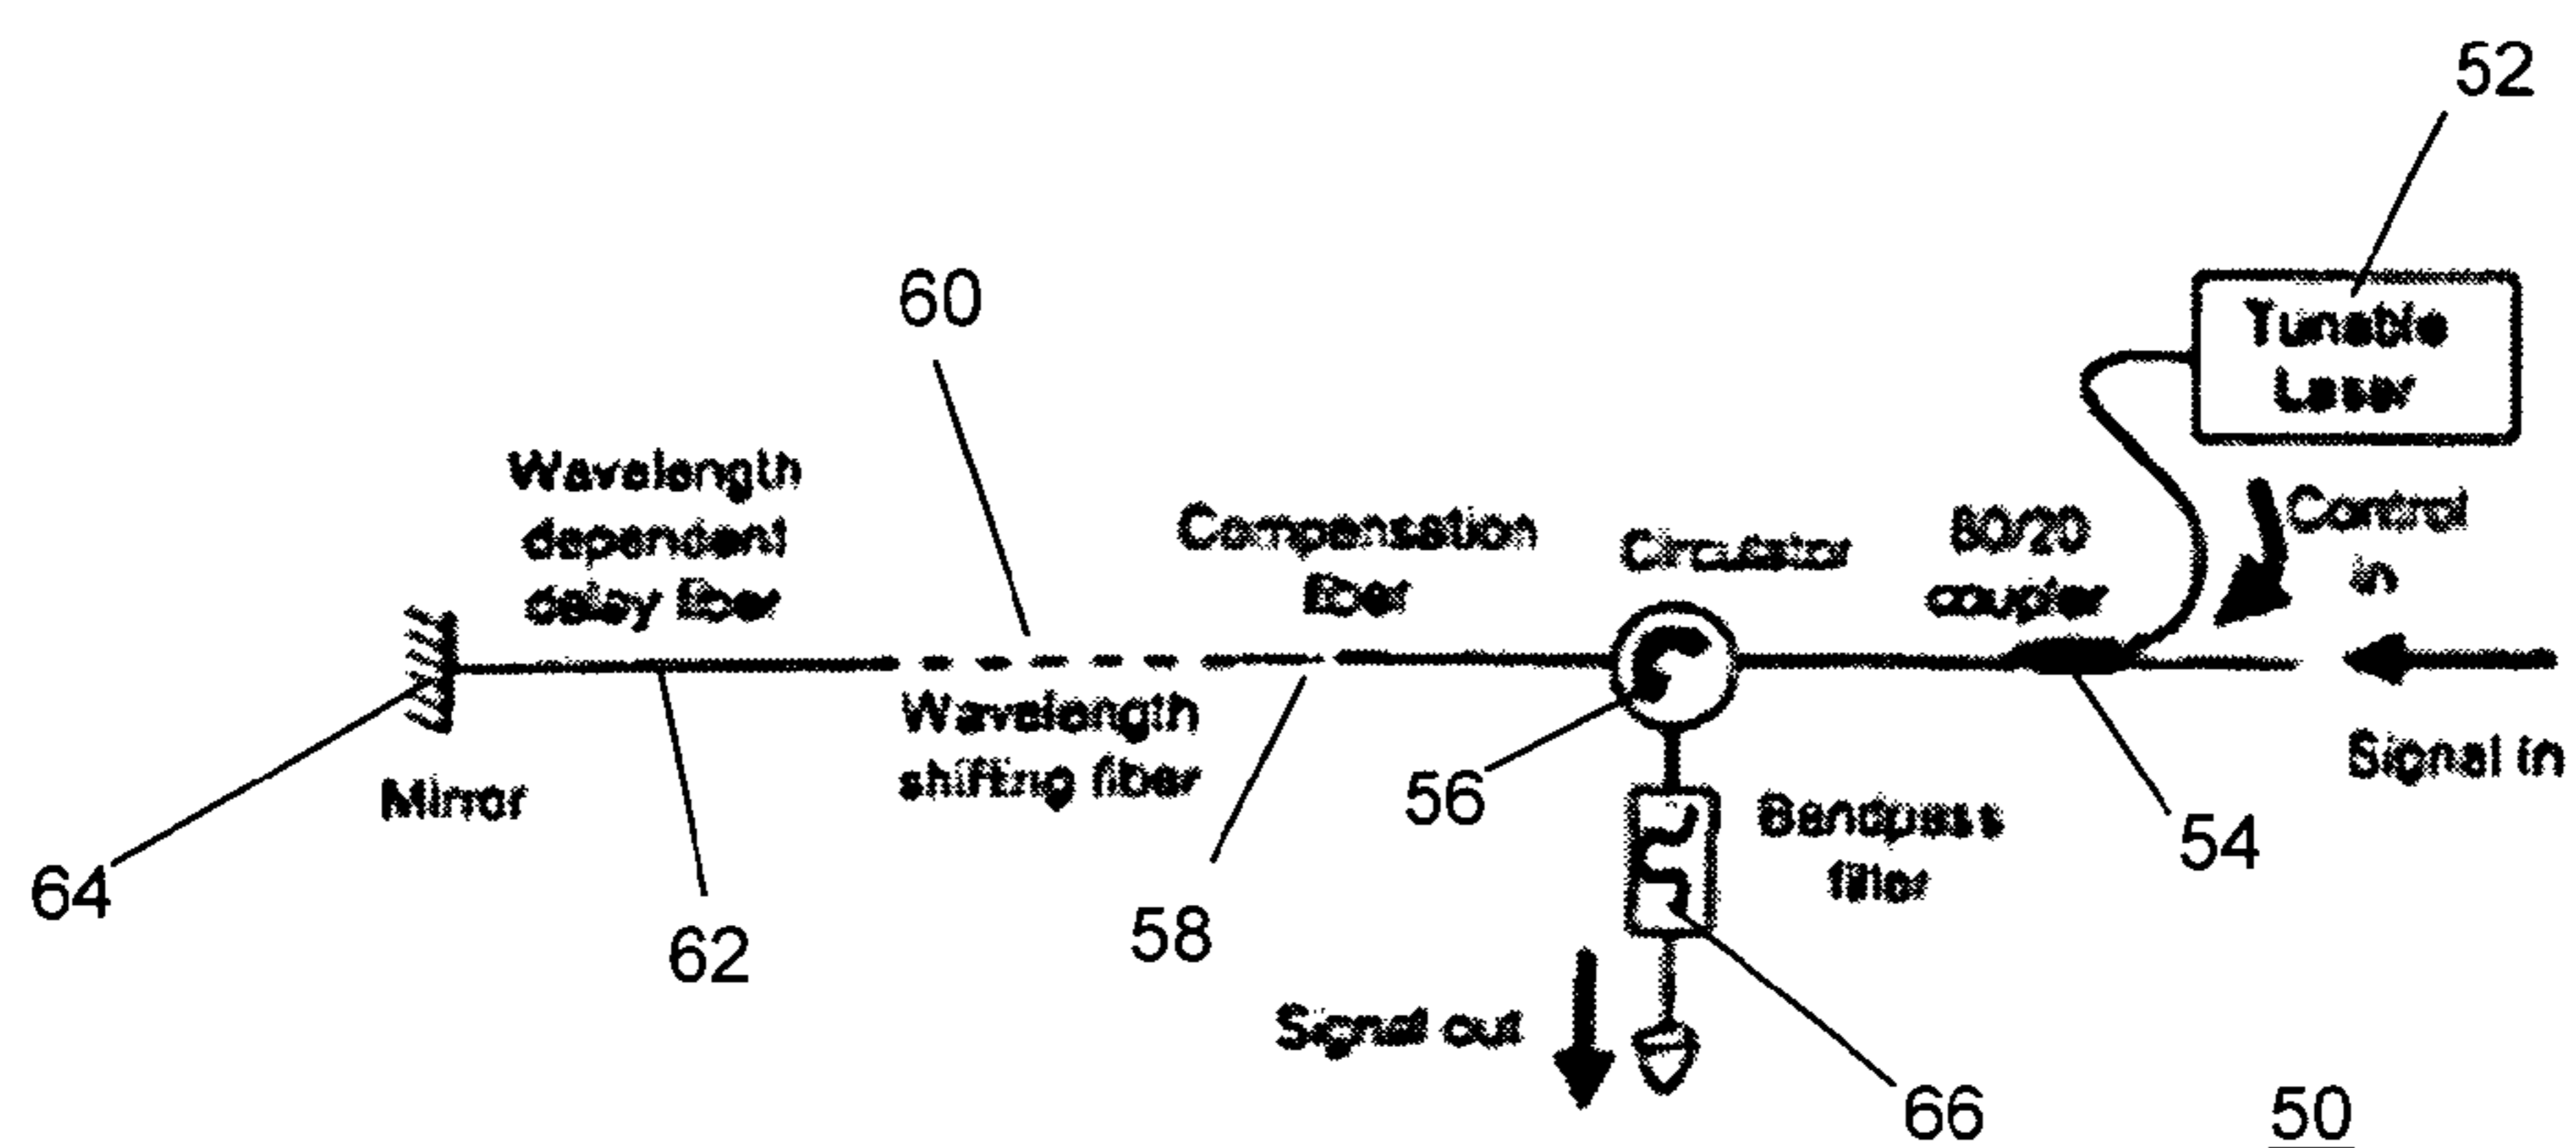 52
Tunable
Laser
60
Wavelength
dependent
delay fiber
Compensation
fiber
Circulator
80/20
coupler
Control
in
Wavelength
shifting fiber
Mirror
Signal in
56
Bandpass
filter
54
64
62
58
Signal out
66
50